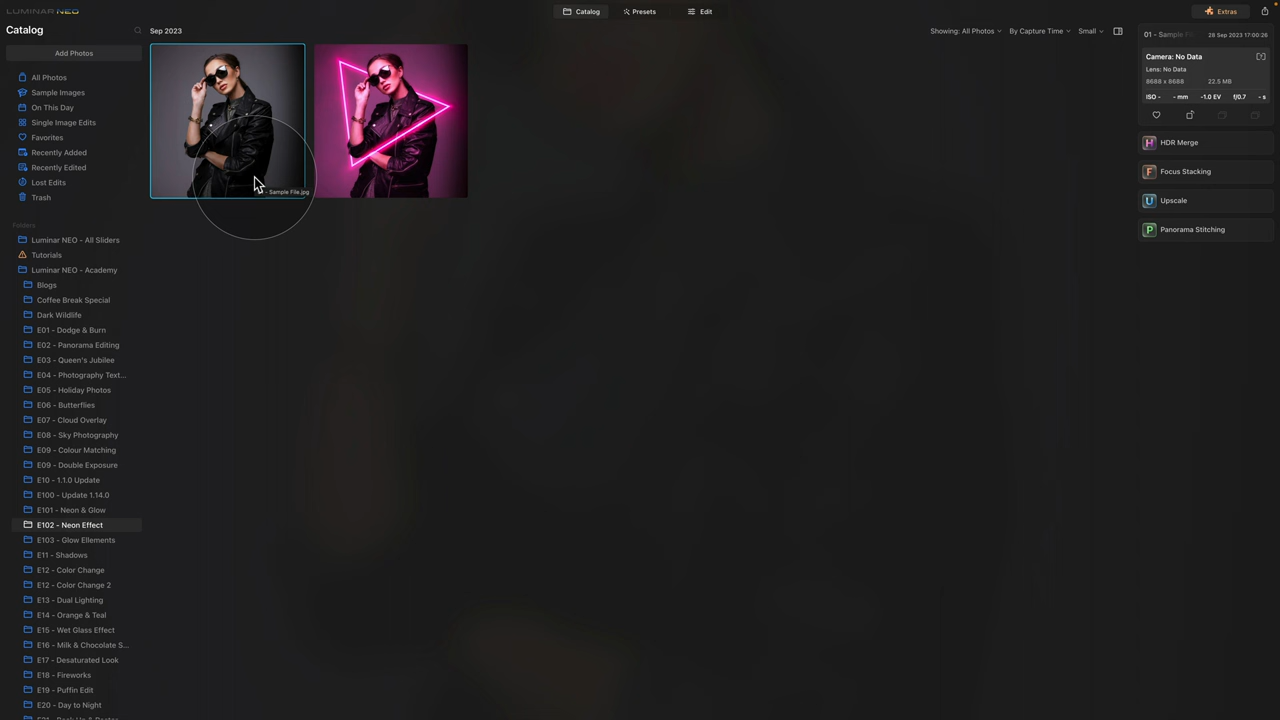 LUMINAR NEO
Catalog
Presets
Edit
Extras
Catalog
Sep 2023
Showing: All Photos
By Capture Time
Small
01 - Sample Fi
28 Sep 2023 17:00:26
Add Photos
Camera: No Data
Lens: No Data
8688 x 8688
22.5 MB
ISO -
- mm
-1.0 EV
f/0.7
- s
All Photos
Sample Images
On This Day
Single Image Edits
Favorites
Recently Added
Recently Edited
Lost Edits
Trash
- Sample File.jpg
HDR Merge
Focus Stacking
Upscale
Panorama Stitching
Folders
Luminar NEO - All Sliders
Tutorials
Luminar NEO - Academy
Blogs
Coffee Break Special
Dark Wildlife
E01 - Dodge & Burn
E02 - Panorama Editing
E03 - Queen's Jubilee
E04 - Photography Text...
E05 - Holiday Photos
E06 - Butterflies
E07 - Cloud Overlay
E08 - Sky Photography
E09 - Colour Matching
E09 - Double Exposure
E10 - 1.1.0 Update
E100 - Update 1.14.0
E101 - Neon & Glow
E102 - Neon Effect
E103 - Glow Ellements
E11 - Shadows
E12 - Color Change
E12 - Color Change 2
E13 - Dual Lighting
E14 - Orange & Teal
E15 - Wet Glass Effect
E16 - Milk & Chocolate S...
E17 - Desaturated Look
E18 - Fireworks
E19 - Puffin Edit
E20 - Day to Night